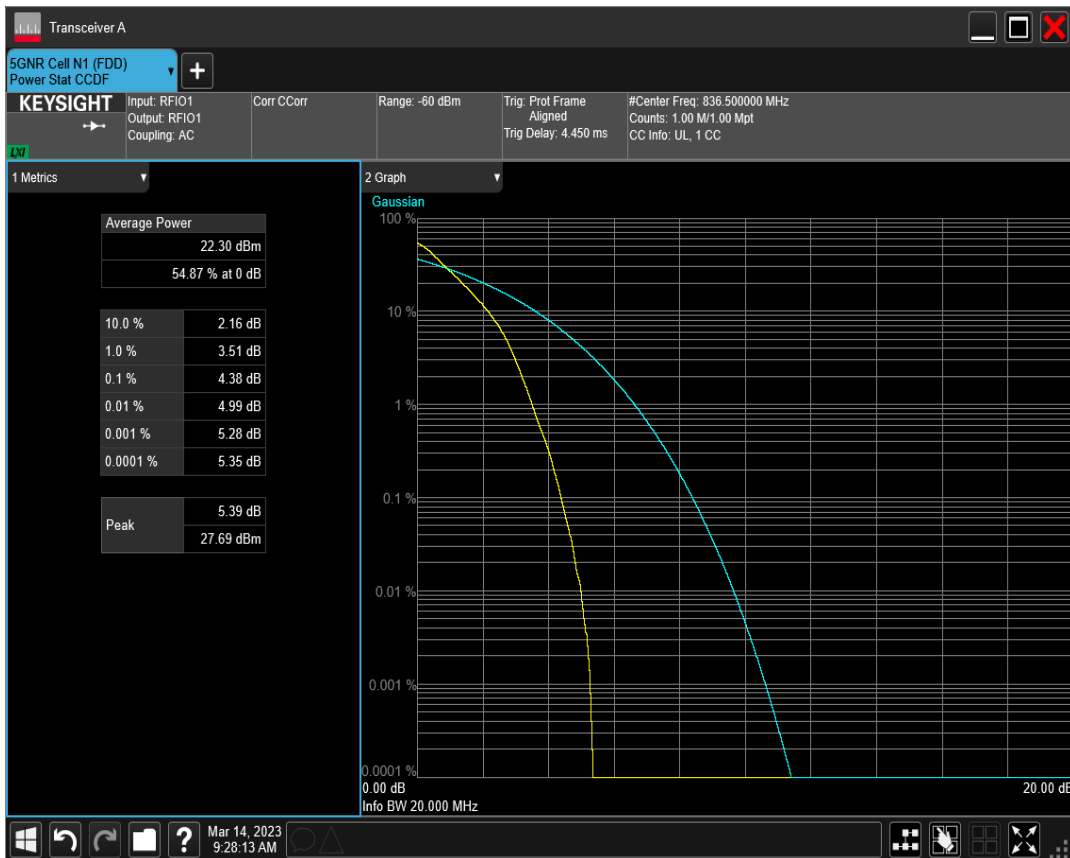 Transceiver A
5GNR Cell N1 (FDD)
Power Stat CCDF
KEYSIGHT
LXI
Input: RFIO1
Output: RFIO1
Coupling: AC
Corr CCorr
Range: -60 dBm
Trig: Prot Frame
Aligned
Trig Delay: 4.450 ms
#Center Freq: 836.500000 MHz
Counts: 1.00 M/1.00 Mpt
CC Info: UL, 1 CC
1 Metrics
Average Power
22.30 dBm
54.87 % at 0 dB
10.0 % 2.16 dB
1.0 % 3.51 dB
0.1 % 4.38 dB
0.01 % 4.99 dB
0.001 % 5.28 dB
0.0001 % 5.35 dB
Peak
5.39 dB
27.69 dBm
2 Graph
Gaussian
100 %
10 %
1 %
0.1 %
0.01 %
0.001 %
0.0001 %
0.00 dB 20.00 dB
Info BW 20.000 MHz
?
Mar 14, 2023
9:28:13 AM